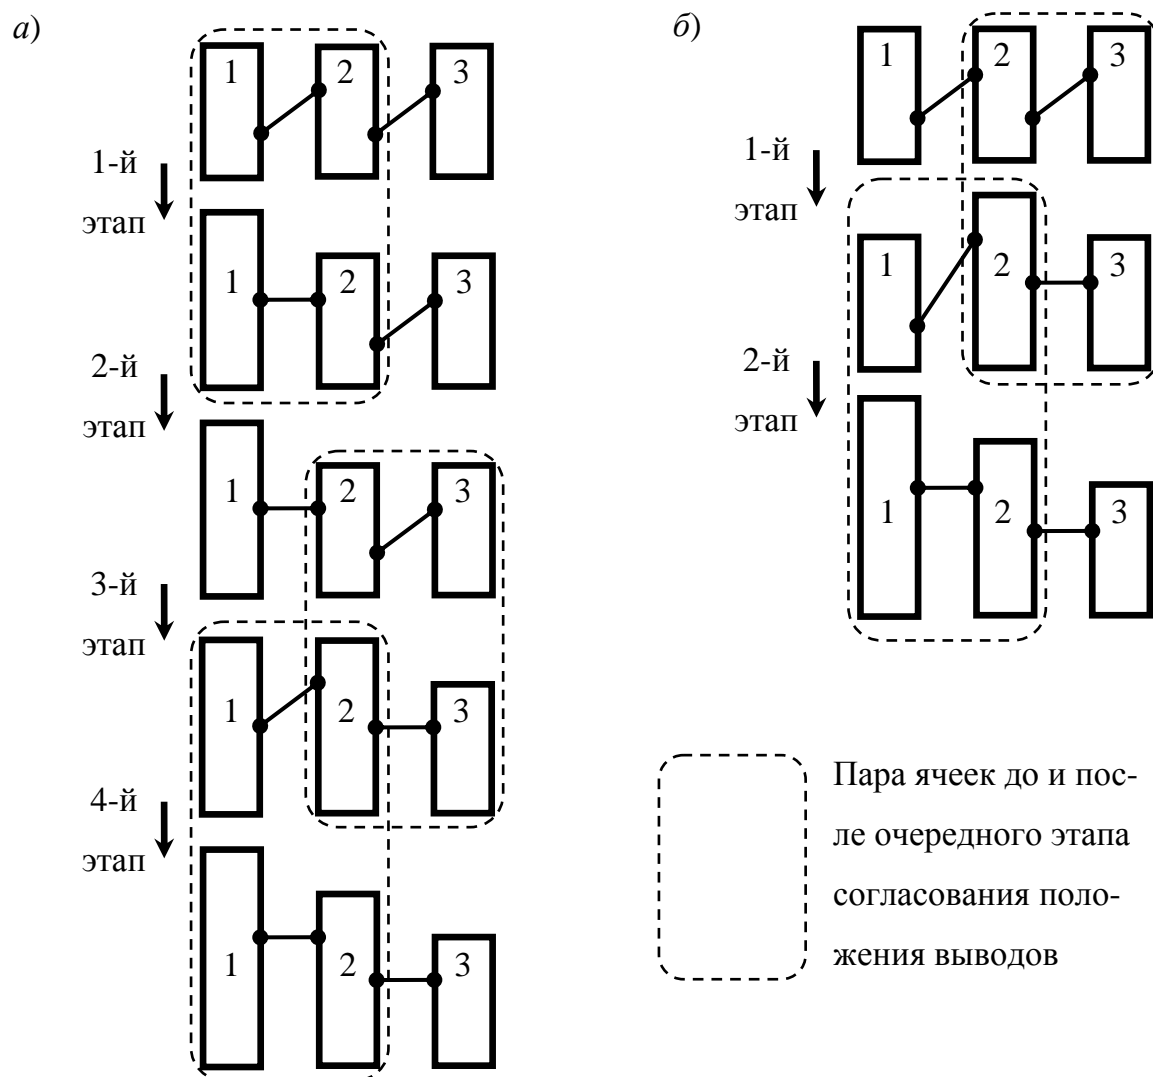 а)
1 2 3
1-й
этап
1 2 3
2-й
этап
1 2 3
3-й
этап
1 2 3
4-й
этап
1 2 3
б)
1 2 3
1-й
этап
1 2 3
2-й
этап
1 2 3
Пара ячеек до и пос-
ле очередного этапа
согласования поло-
жения выводов